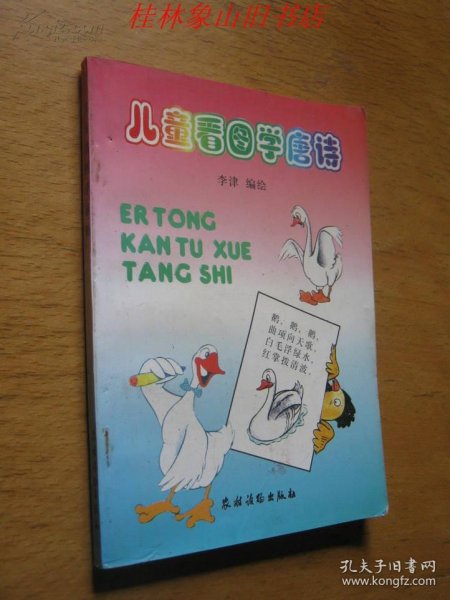 桂林象山旧书店
儿童看图学唐诗
李津 编绘
ER TONG
KAN TU XUE
TANG SHI
鹅，鹅，鹅，
曲项向天歌，
白毛浮绿水，
红掌拨清波。
农村读物出版社
孔夫子旧书网
www.kongfz.com